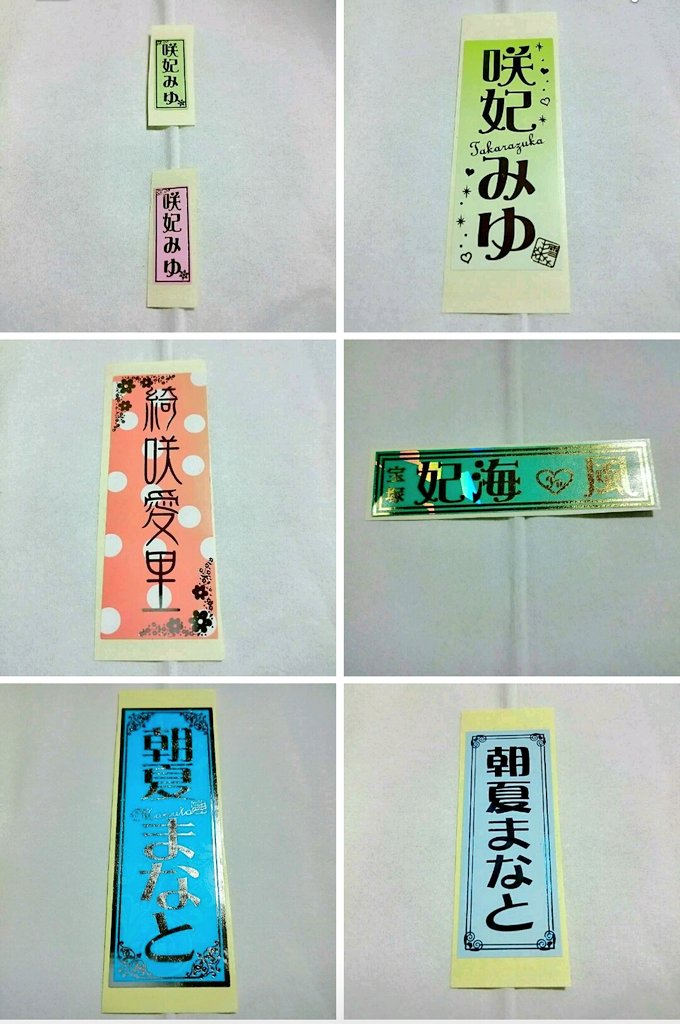 咲妃みゆ
咲妃みゆ
咲妃みゆ
Takarazuka
綺咲愛里
宝塚
妃海
風
朝夏まなと
朝夏まなと